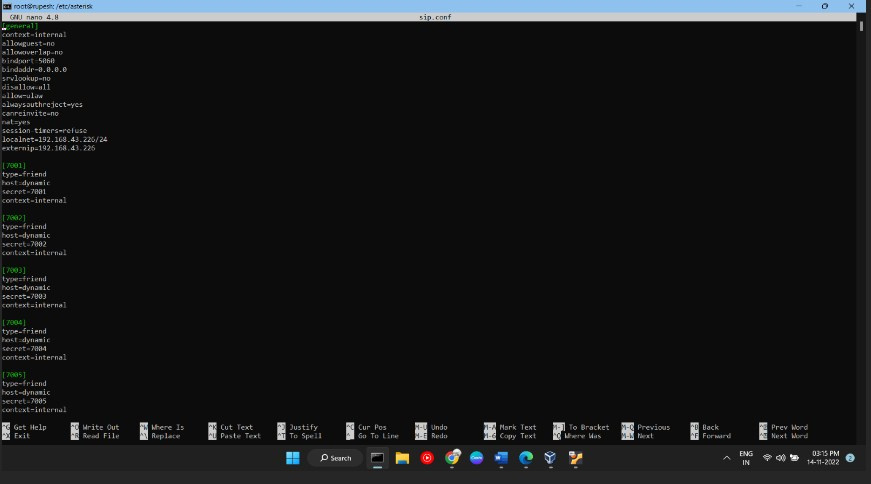 root@rupesh: /etc/asterisk
GNU nano 4.8 sip.conf
[general]
context=internal
allowguest=no
allowoverlap=no
bindport=5060
bindaddr=0.0.0.0
srvlookup=no
disallow=all
allow=ulaw
alwaysauthreject=yes
canreinvite=no
nat=yes
session-timers=refuse
localnet=192.168.43.226/24
externip=192.168.43.226
[7001]
type=friend
host=dynamic
secret=7001
context=internal
[7002]
type=friend
host=dynamic
secret=7002
context=internal
[7003]
type=friend
host=dynamic
secret=7003
context=internal
[7004]
type=friend
host=dynamic
secret=7004
context=internal
[7005]
type=friend
host=dynamic
secret=7005
context=internal
^G Get Help ^O Write Out ^W Where Is ^K Cut Text ^J Justify ^C Cur Pos M-U Undo M-A Mark Text M-] To Bracket M-Q Previous ^B Back Prev Word
^X Exit ^R Read File ^\ Replace ^U Paste Text ^T To Spell ^_ Go To Line M-E Redo M-6 Copy Text ^Q Where Was M-W Next ^F Forward Next Word
Search
ENG
IN
03:15 PM
14-11-2022
2